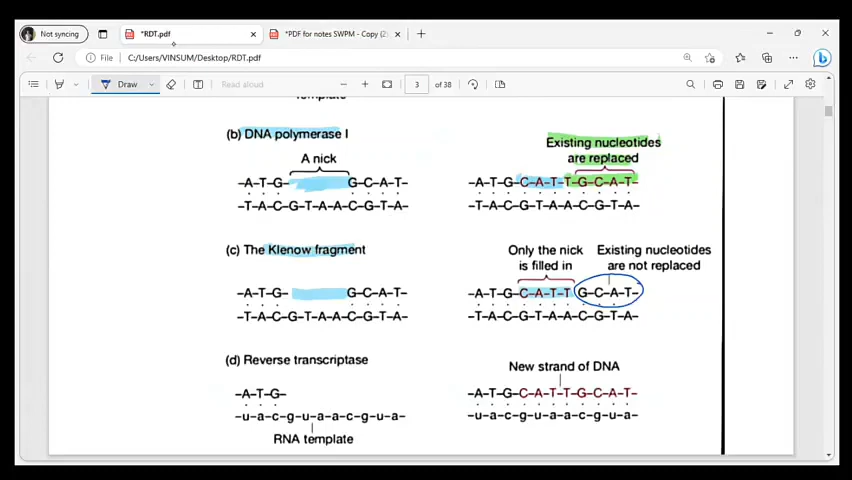 Not syncing
*RDT.pdf
*PDF for notes SWPM - Copy (2)
File
C:/Users/VINSUM/Desktop/RDT.pdf
Draw
Read aloud
3 of 38
Template
(b) DNA polymerase I
A nick
Existing nucleotides
are replaced
-A-T-G- G-C-A-T-
-T-A-C-G-T-A-A-C-G-T-A-
-A-T-G-C-A-T-T-G-C-A-T-
-T-A-C-G-T-A-A-C-G-T-A-
(c) The Klenow fragment
Only the nick
is filled in
Existing nucleotides
are not replaced
-A-T-G- G-C-A-T-
-T-A-C-G-T-A-A-C-G-T-A-
-A-T-G-C-A-T-T G-C-A-T-
-T-A-C-G-T-A-A-C-G-T-A-
(d) Reverse transcriptase
New strand of DNA
-A-T-G-
-u-a-c-g-u-a-a-c-g-u-a-
RNA template
-A-T-G-C-A-T-T-G-C-A-T-
-u-a-c-g-u-a-a-c-g-u-a-